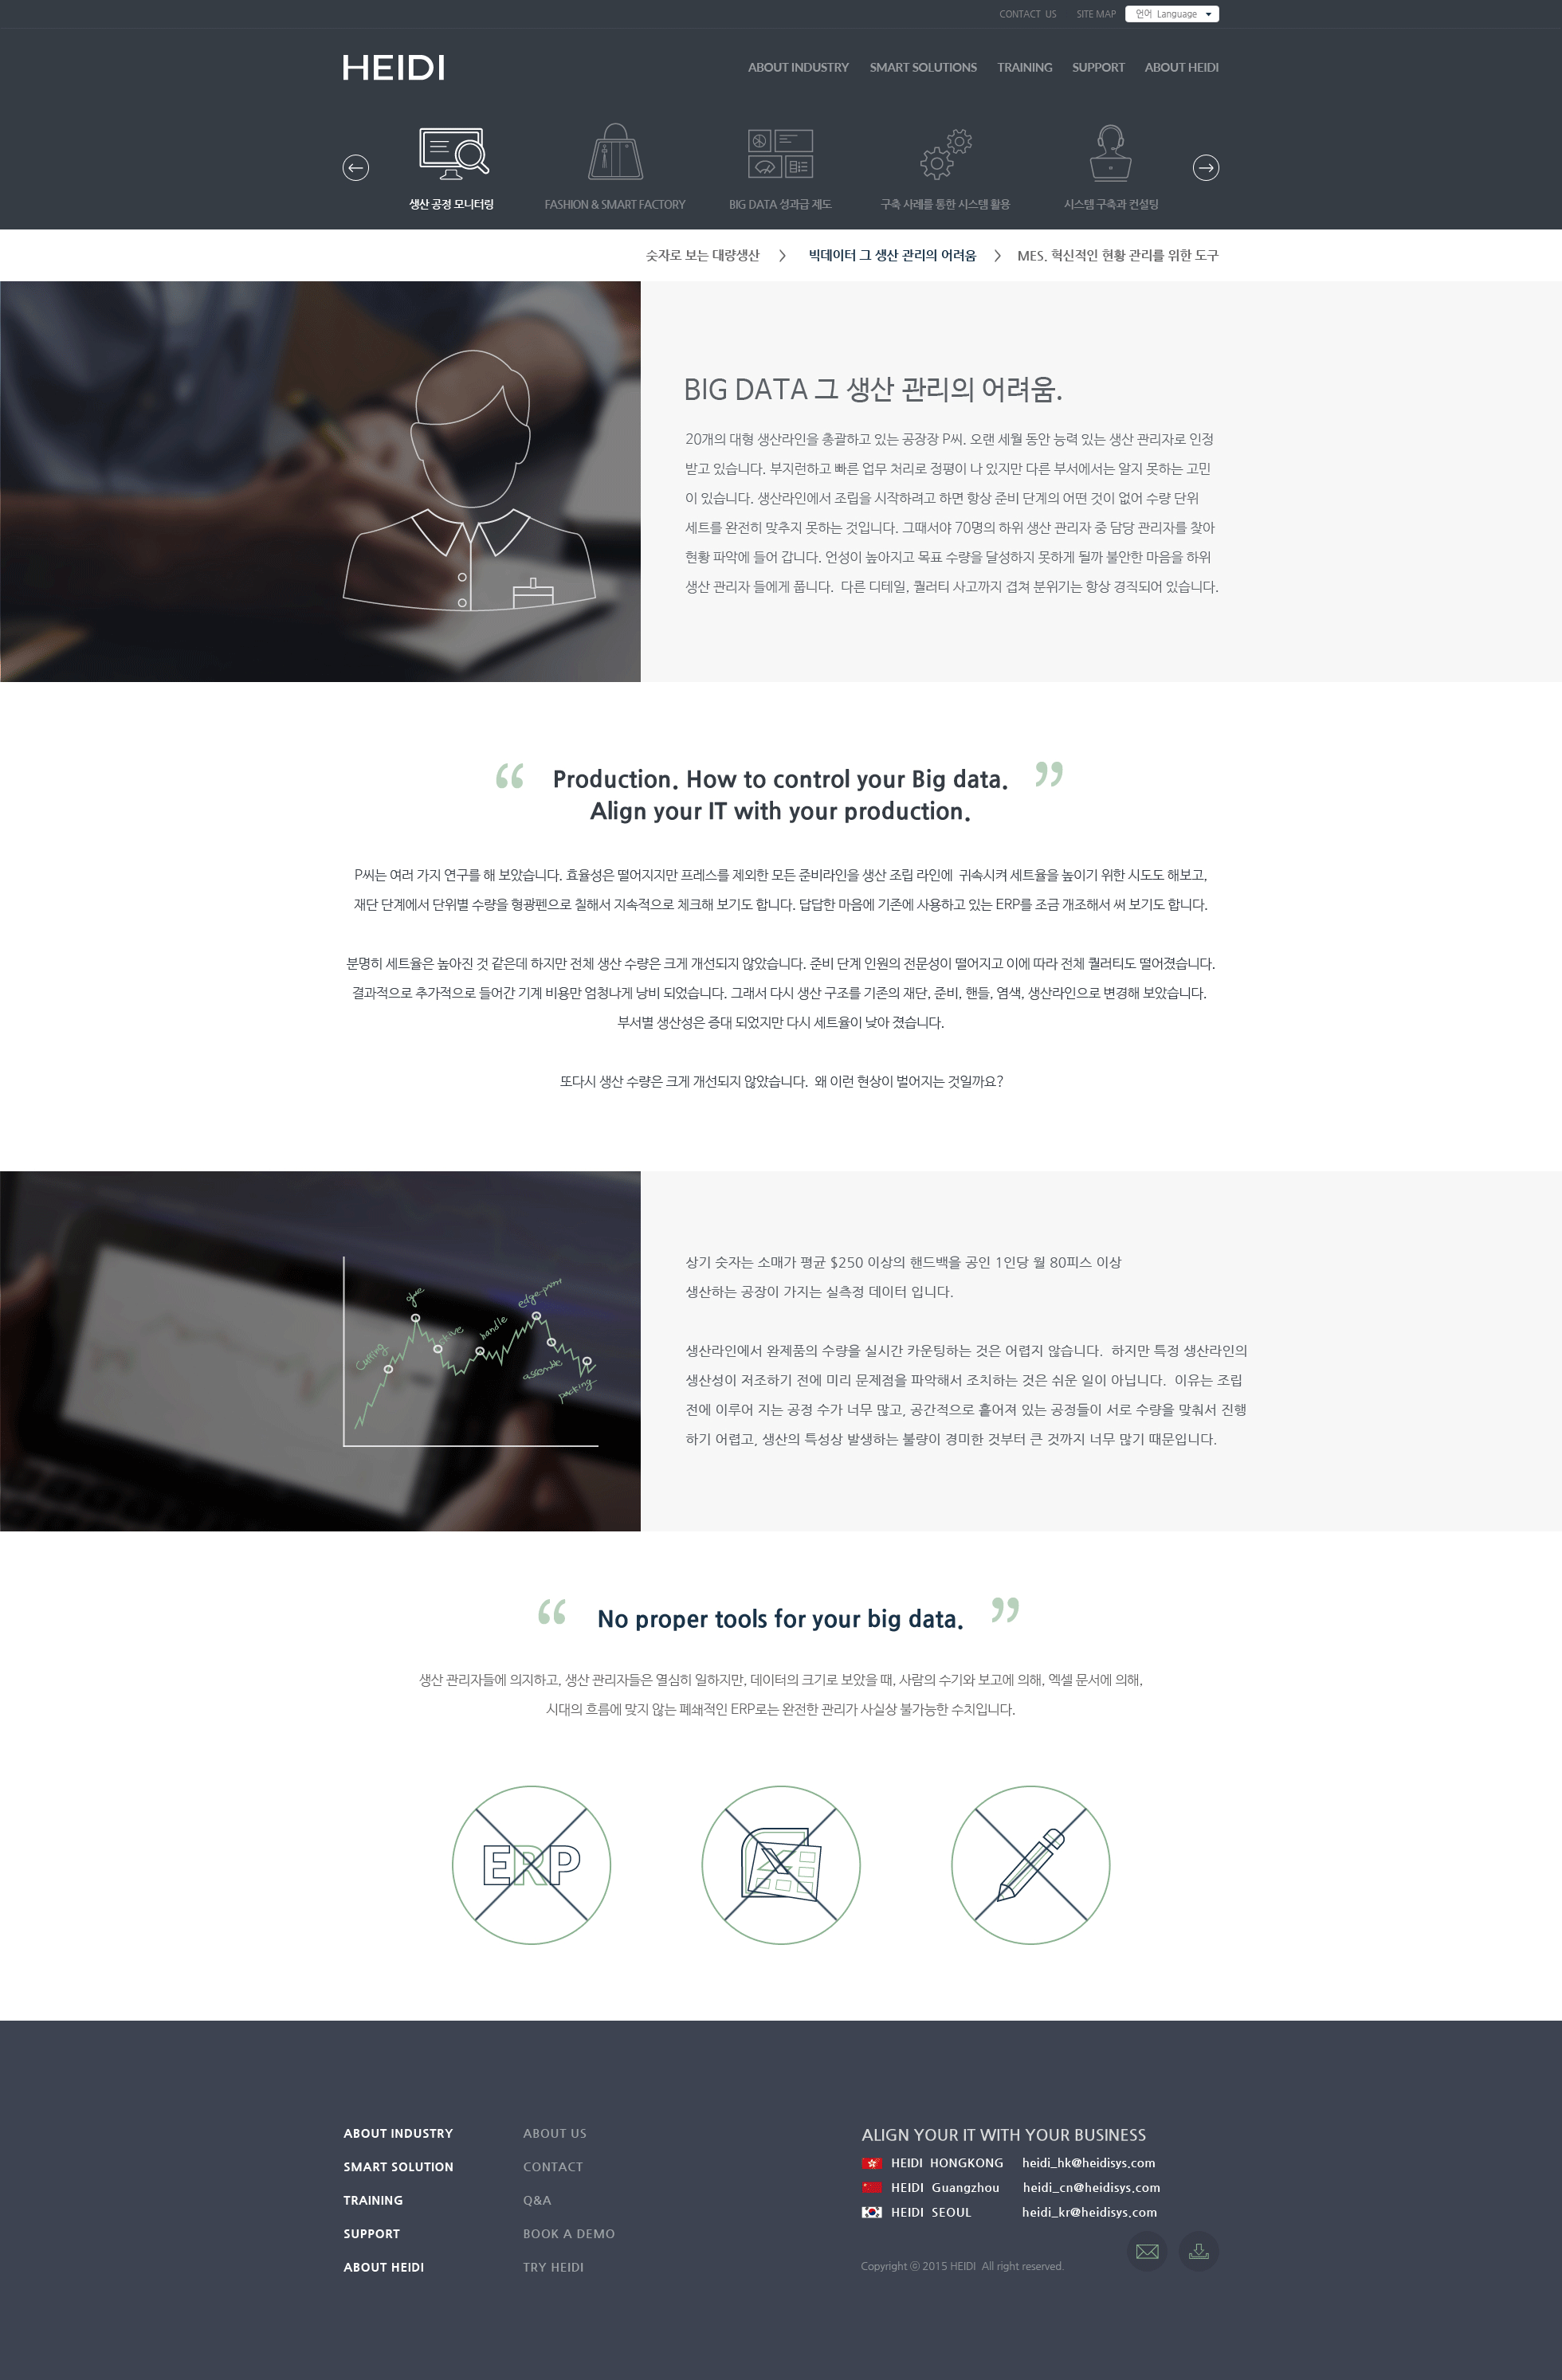 CONTACT US SITE MAP 언어 Language
HEIDI
ABOUT INDUSTRY SMART SOLUTIONS TRAINING SUPPORT ABOUT HEIDI
생산 공정 모니터링 FASHION & SMART FACTORY BIG DATA 성과급 제도 구축 사례를 통한 시스템 활용 시스템 구축과 컨설팅
숫자로 보는 대량생산 > 빅데이터 그 생산 관리의 어려움 > MES. 혁신적인 현황 관리를 위한 도구
BIG DATA 그 생산 관리의 어려움.
20개의 대형 생산라인을 총괄하고 있는 공장장 P씨. 오랜 세월 동안 능력 있는 생산 관리자로 인정
받고 있습니다. 부지런하고 빠른 업무 처리로 정평이 나 있지만 다른 부서에서는 알지 못하는 고민
이 있습니다. 생산라인에서 조립을 시작하려고 하면 항상 준비 단계의 어떤 것이 없어 수량 단위
세트를 완전히 맞추지 못하는 것입니다. 그때서야 70명의 하위 생산 관리자 중 담당 관리자를 찾아
현황 파악에 들어 갑니다. 언성이 높아지고 목표 수량을 달성하지 못하게 될까 불안한 마음을 하위
생산 관리자 들에게 풉니다. 다른 디테일, 퀄러티 사고까지 겹쳐 분위기는 항상 경직되어 있습니다.
“ Production. How to control your Big data. ”
Align your IT with your production.
P씨는 여러 가지 연구를 해 보았습니다. 효율성은 떨어지지만 프레스를 제외한 모든 준비라인을 생산 조립 라인에 귀속시켜 세트율을 높이기 위한 시도도 해보고,
재단 단계에서 단위별 수량을 형광펜으로 칠해서 지속적으로 체크해 보기도 합니다. 답답한 마음에 기존에 사용하고 있는 ERP를 조금 개조해서 써 보기도 합니다.
분명히 세트율은 높아진 것 같은데 하지만 전체 생산 수량은 크게 개선되지 않았습니다. 준비 단계 인원의 전문성이 떨어지고 이에 따라 전체 퀄러티도 떨어졌습니다.
결과적으로 추가적으로 들어간 기계 비용만 엄청나게 낭비 되었습니다. 그래서 다시 생산 구조를 기존의 재단, 준비, 핸들, 염색, 생산라인으로 변경해 보았습니다.
부서별 생산성은 증대 되었지만 다시 세트율이 낮아 졌습니다.
또다시 생산 수량은 크게 개선되지 않았습니다. 왜 이런 현상이 벌어지는 것일까요?
Cutting glue handle edge-paint assemble packing
상기 숫자는 소매가 평균 $250 이상의 핸드백을 공인 1인당 월 80피스 이상
생산하는 공장이 가지는 실측정 데이터 입니다.
생산라인에서 완제품의 수량을 실시간 카운팅하는 것은 어렵지 않습니다. 하지만 특정 생산라인의
생산성이 저조하기 전에 미리 문제점을 파악해서 조치하는 것은 쉬운 일이 아닙니다. 이유는 조립
전에 이루어 지는 공정 수가 너무 많고, 공간적으로 흩어져 있는 공정들이 서로 수량을 맞춰서 진행
하기 어렵고, 생산의 특성상 발생하는 불량이 경미한 것부터 큰 것까지 너무 많기 때문입니다.
“ No proper tools for your big data. ”
생산 관리자들에 의지하고, 생산 관리자들은 열심히 일하지만, 데이터의 크기로 보았을 때, 사람의 수기와 보고에 의해, 엑셀 문서에 의해,
시대의 흐름에 맞지 않는 폐쇄적인 ERP로는 완전한 관리가 사실상 불가능한 수치입니다.
ERP X
ABOUT INDUSTRY ABOUT US
SMART SOLUTION CONTACT
TRAINING Q&A
SUPPORT BOOK A DEMO
ABOUT HEIDI TRY HEIDI
ALIGN YOUR IT WITH YOUR BUSINESS
HEIDI HONGKONG heidi_hk@heidisys.com
HEIDI Guangzhou heidi_cn@heidisys.com
HEIDI SEOUL heidi_kr@heidisys.com
Copyright ⓒ 2015 HEIDI All right reserved.